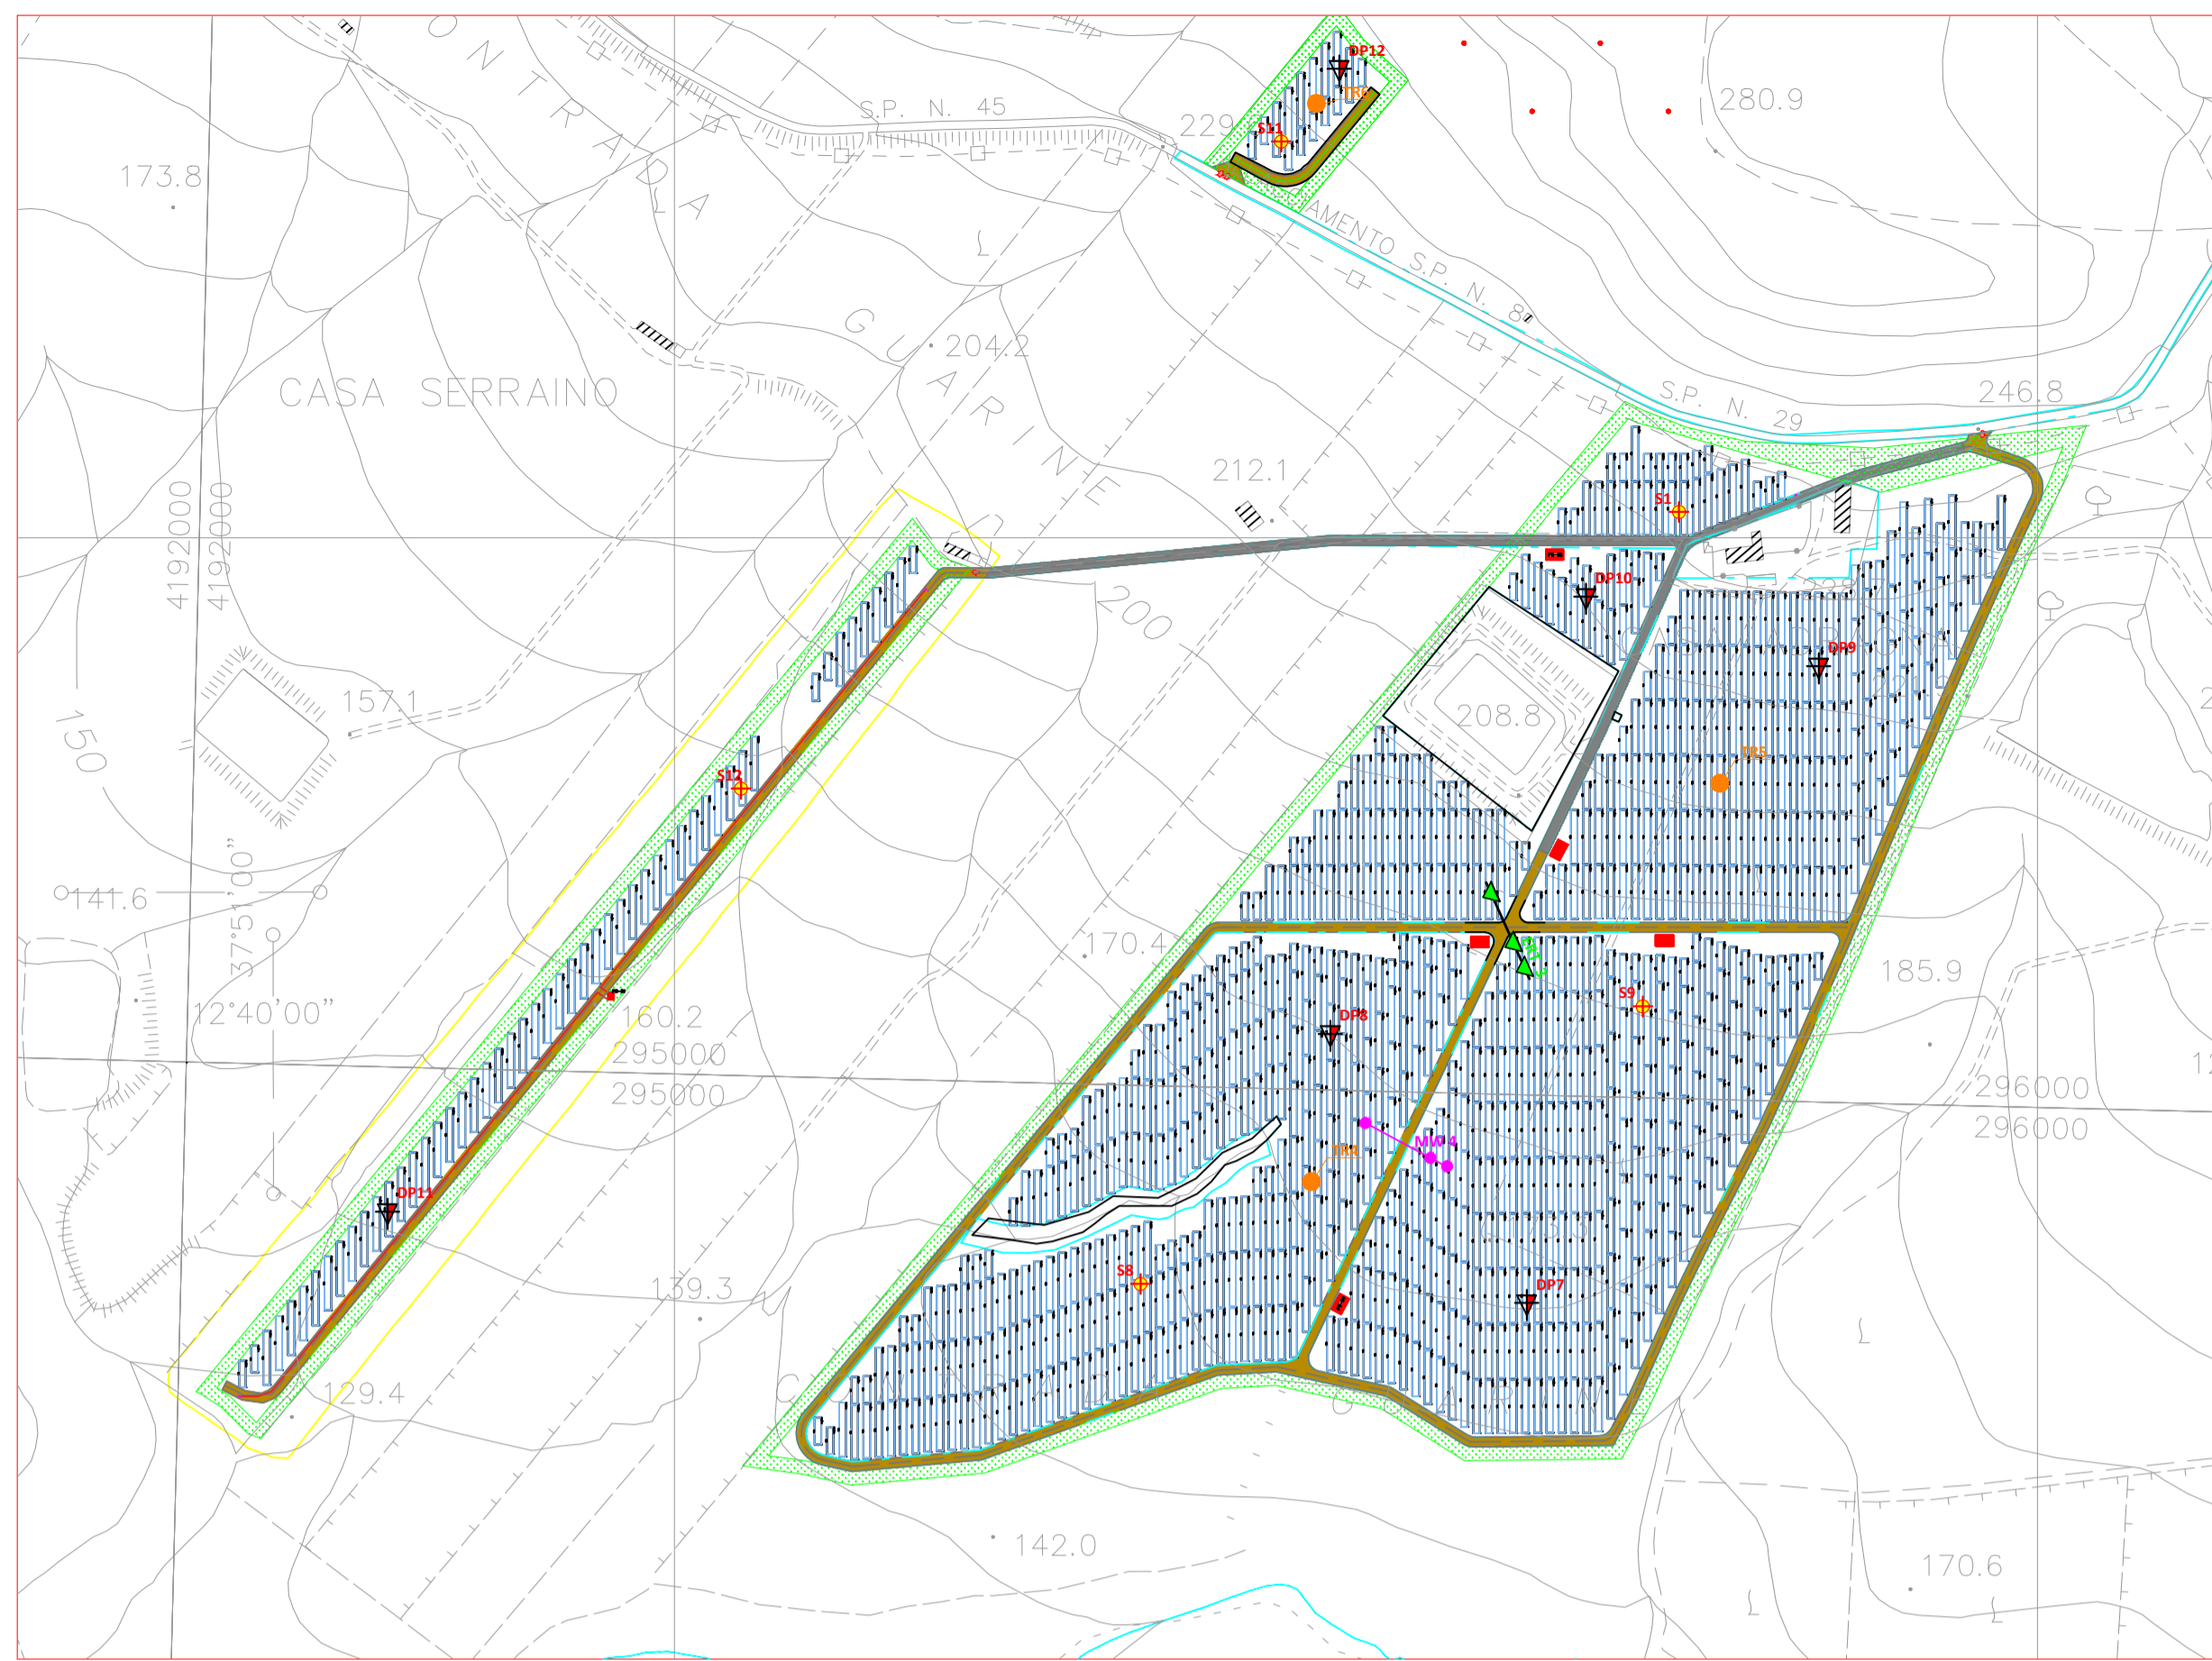 CONTRADA
GUARINE
S.P. N. 45
229
DP12
TR6
S11
280.9
173.8
AMENTO S.P. N. 8
204.2
CASA SERRAINO
S.P. N. 29
246.8
212.1
S1
4192000
4192000
DP10
200
DP9
157.1
208.8
150
TR5
S12
37°51'00"
141.6
170.4
185.9
S9
12°40'00"
160.2
DP8
295000
295000
296000
296000
MW 4
TR4
DP11
S8
139.3
DP7
129.4
142.0
170.6